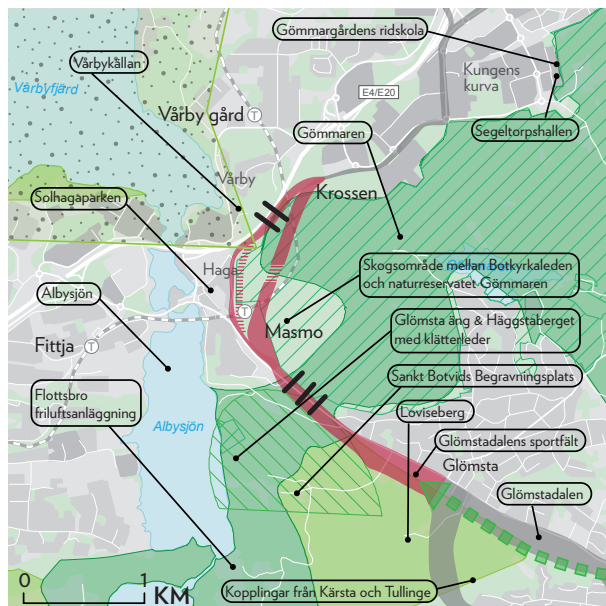 Gömmargårdens ridskola
Vårbykällan
Kungens
kurva
Vårbyfjärd
E4/E20
Vårby gård
T
Gömmaren
Segeltorpshallen
Vårby
Krossen
Solhagaparken
Haga
Skogsområde mellan Botkyrkaleden
och naturreservatet Gömmaren
Albysjön
T
Masmo
Glömsta äng & Häggstaberget
med klätterleder
Fittja
T
Sankt Botvids Begravningsplats
Flottsbro
friluftsanläggning
Loviseberg
Albysjön
Glömstadalens sportfält
Glömsta
Glömstadalen
0
1
KM
Kopplingar från Kärsta och Tullinge